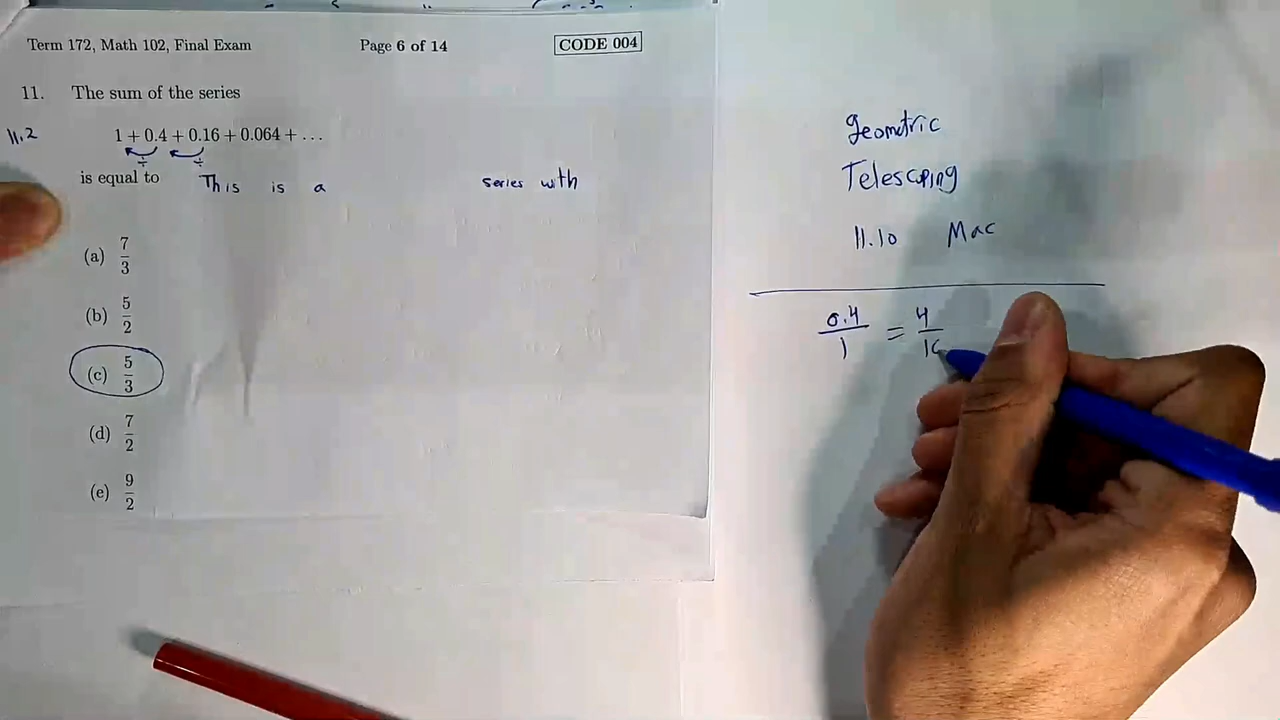 Term 172, Math 102, Final Exam Page 6 of 14 CODE 004
11. The sum of the series
11.2 1 + 0.4 + 0.16 + 0.064 + ...
÷ ÷
is equal to This is a series with
(a) 7/3
(b) 5/2
(c) 5/3
(d) 7/2
(e) 9/2
Geometric
Telescoping
11.10 Mac
0.4/1 = 4/10